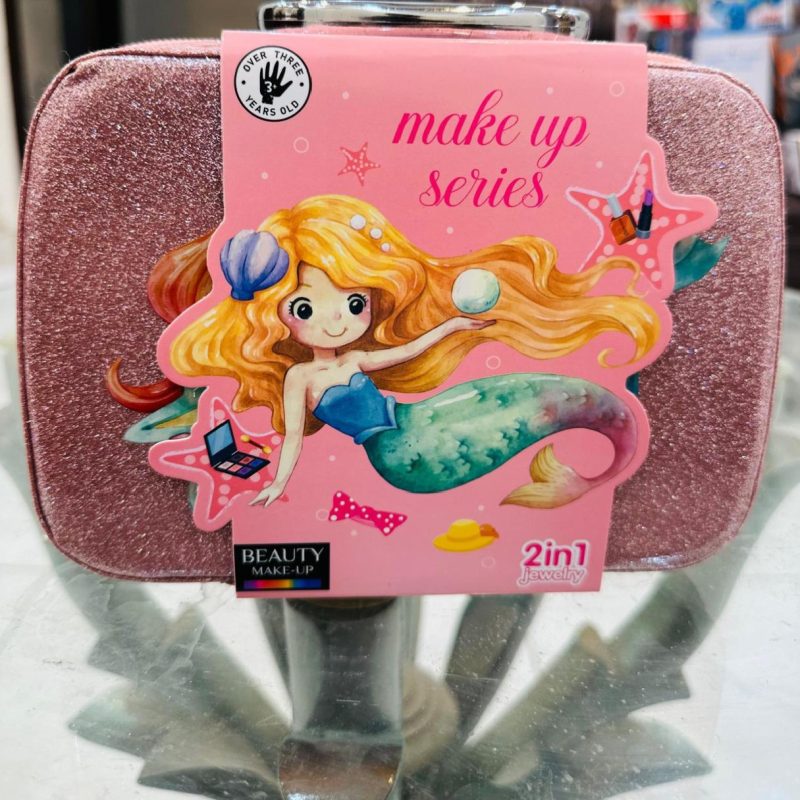 OVER THREE
3+
YEARS OLD
make up
series
BEAUTY
MAKE-UP
2in1
jewelry